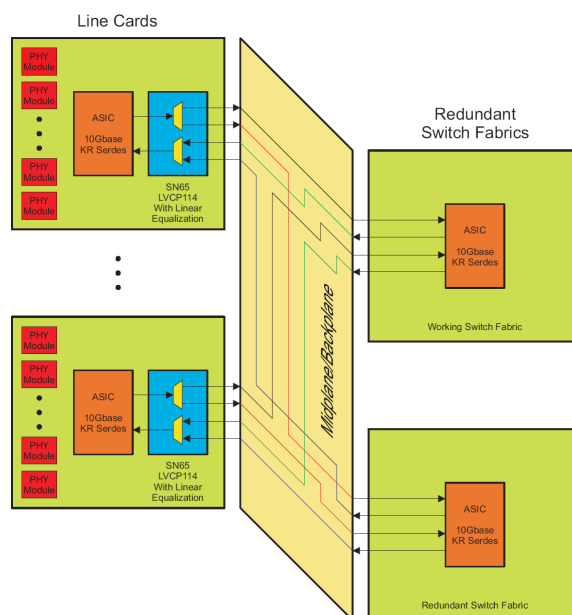 Line Cards
PHY
Module
PHY
Module
PHY
Module
PHY
Module
ASIC
10Gbase
KR Serdes
SN65
LVCP114
With Linear
Equalization
Redundant
Switch Fabrics
ASIC
10Gbase
KR Serdes
Working Switch Fabric
Midplane/Backplane
PHY
Module
PHY
Module
PHY
Module
PHY
Module
ASIC
10Gbase
KR Serdes
SN65
LVCP114
With Linear
Equalization
ASIC
10Gbase
KR Serdes
Redundant Switch Fabric